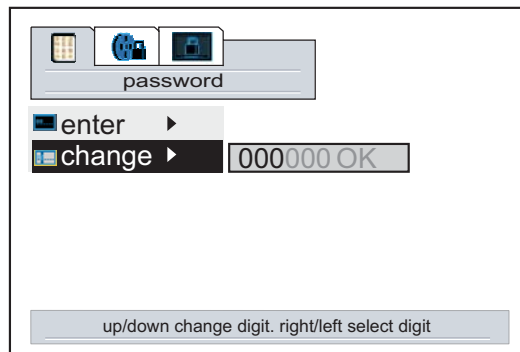 password
enter
change 000000 OK
up/down change digit. right/left select digit